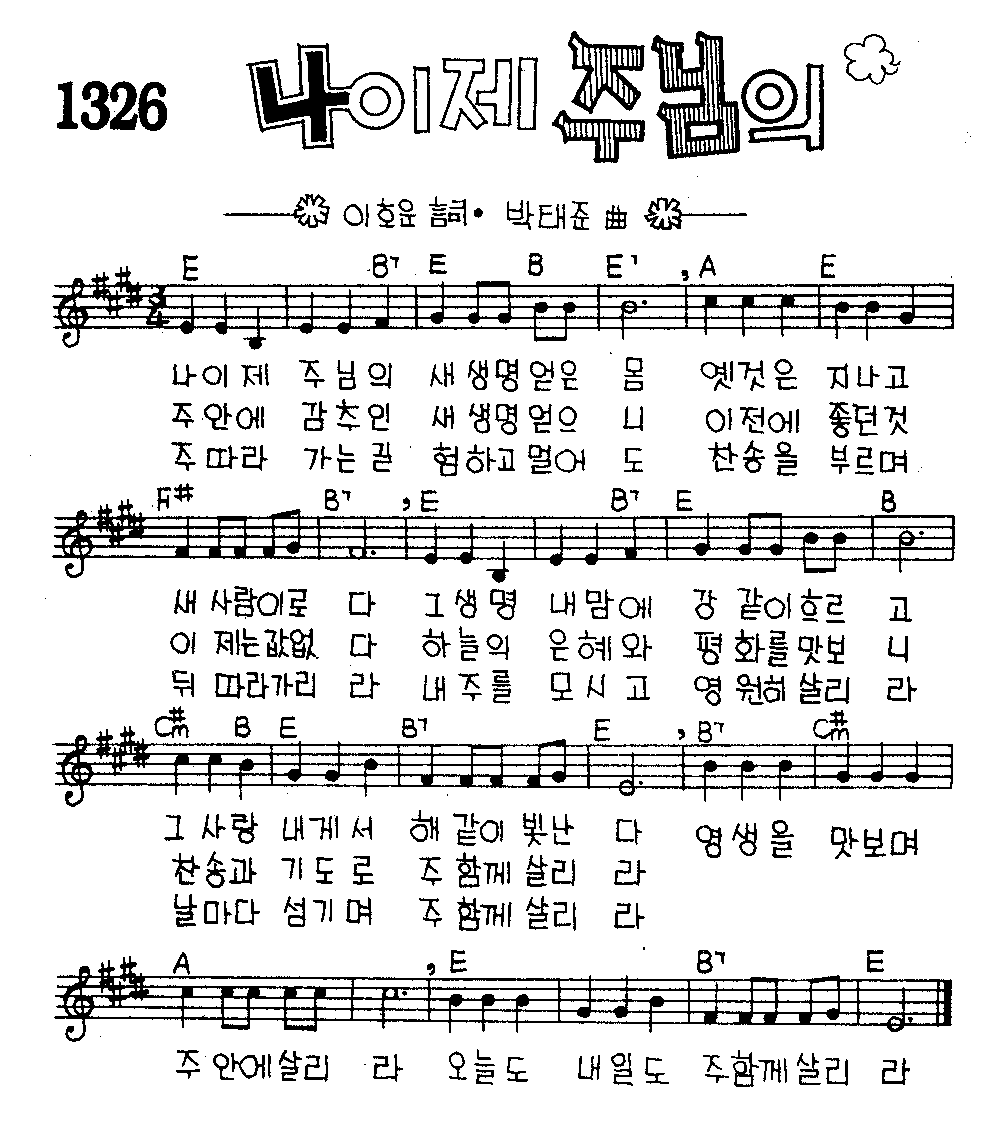 1326 나 이제 주님의
이호운 詞• 박태준 曲
E B7 E B E7 , A E
3/4
나이제 주님의 새생명얻은 몸 옛것은 지나고
주안에 감추인 새생명얻으 니 이전에 좋던것
주따라 가는길 험하고멀어 도 찬송을 부르며
F# B7 , E B7 E B
새사람이로 다 그생명 내맘에 강 같이흐르 고
이 제는값없 다 하늘의 은혜와 평 화를맛보 니
뒤 따라가리 라 내주를 모시고 영 원히살리 라
C#m B E B7 E , B7 C#m
그사랑 내게서 해 같이빛난 다 영생을 맛보며
찬송과 기도로 주 함께살리 라
날마다 섬기며 주 함께살리 라
A , E B7 E
주 안에살리 라 오늘도 내일도 주함께살리 라